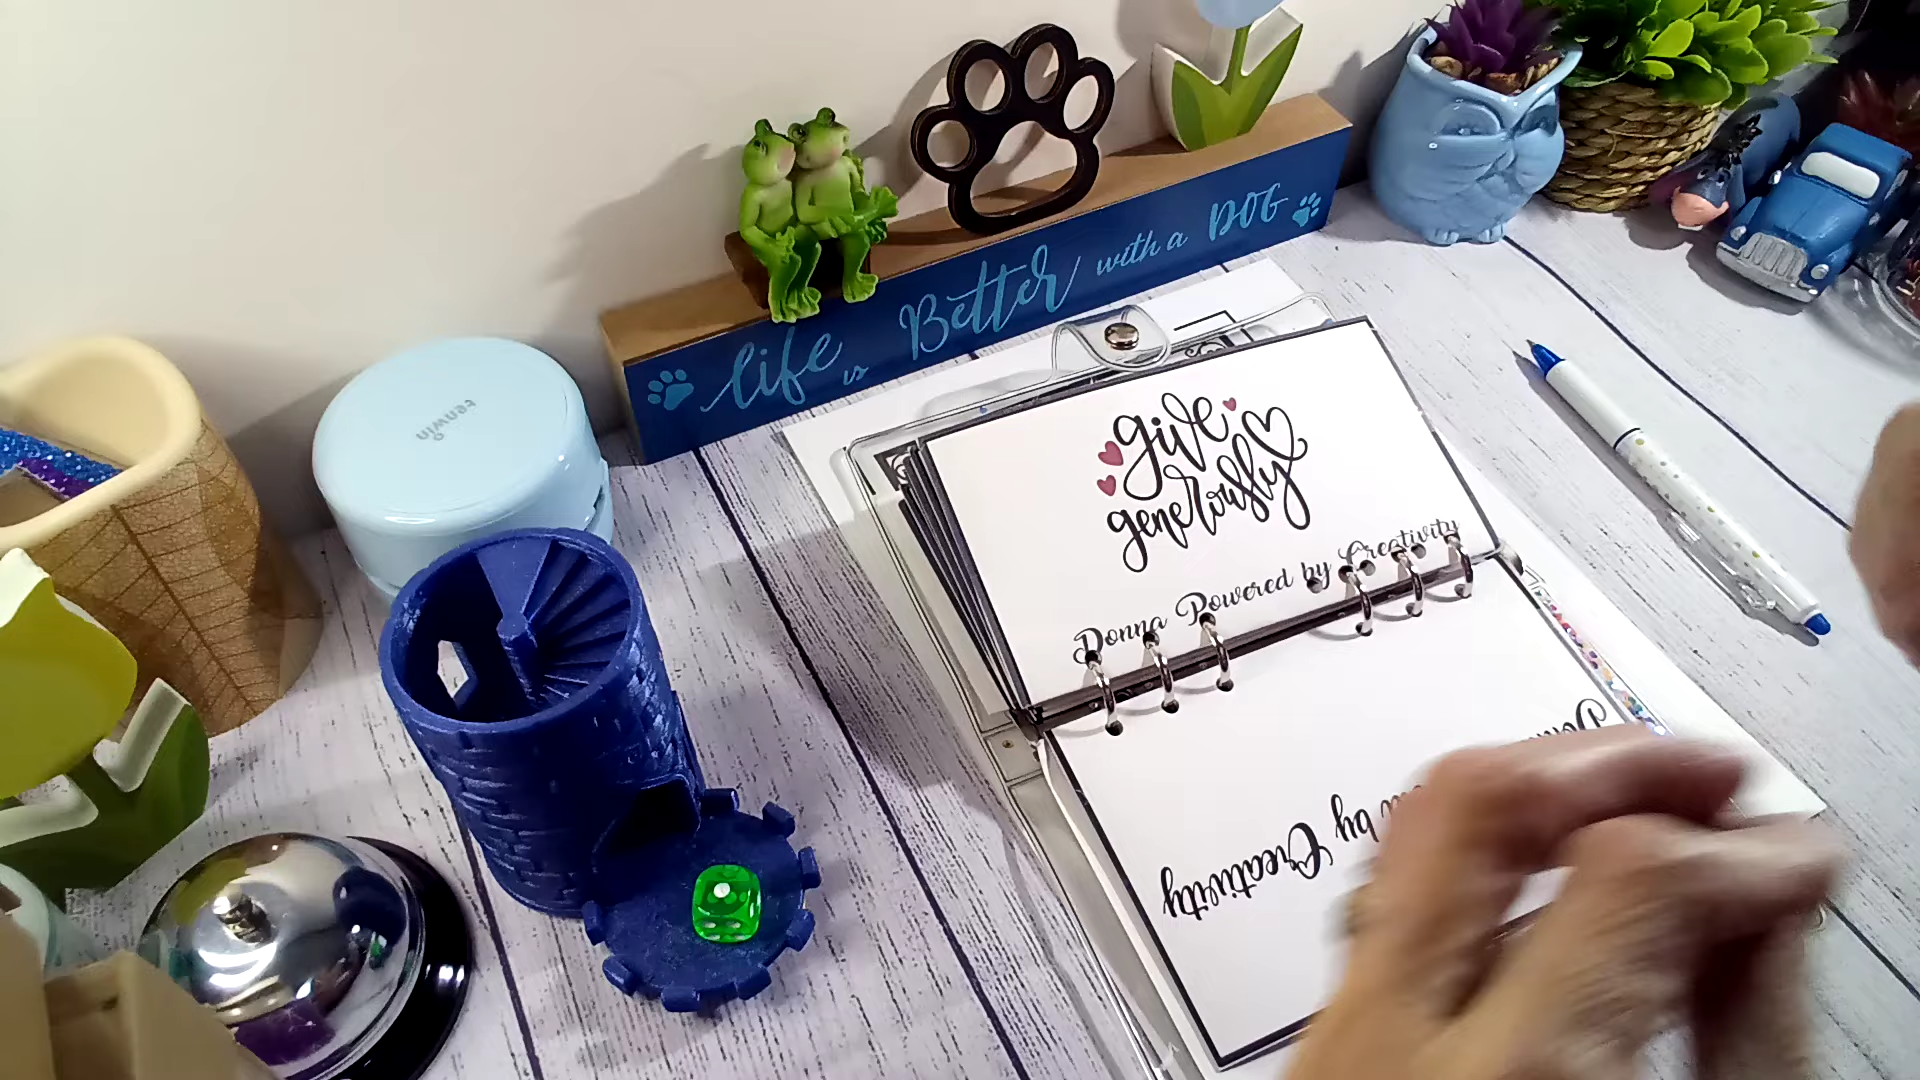 life is Better with a DOG
tenwin
give
generously
Donna Powered by Creativity
by Creativity